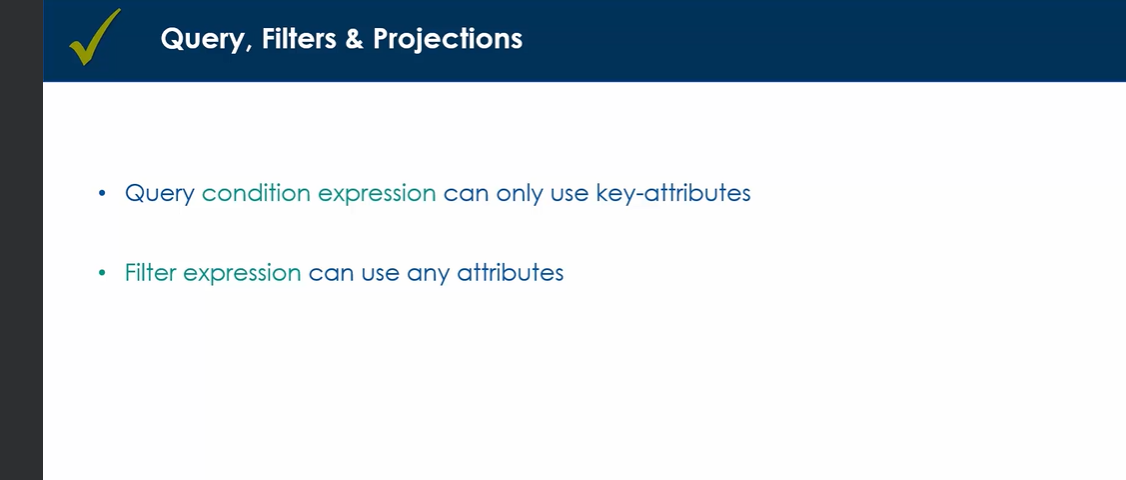 Query, Filters & Projections
• Query condition expression can only use key-attributes
• Filter expression can use any attributes